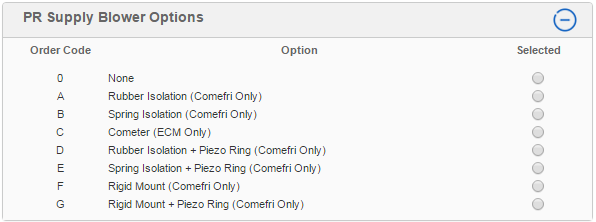 PR Supply Blower Options
Order Code Option Selected
0 None
A Rubber Isolation (Comefri Only)
B Spring Isolation (Comefri Only)
C Cometer (ECM Only)
D Rubber Isolation + Piezo Ring (Comefri Only)
E Spring Isolation + Piezo Ring (Comefri Only)
F Rigid Mount (Comefri Only)
G Rigid Mount + Piezo Ring (Comefri Only)